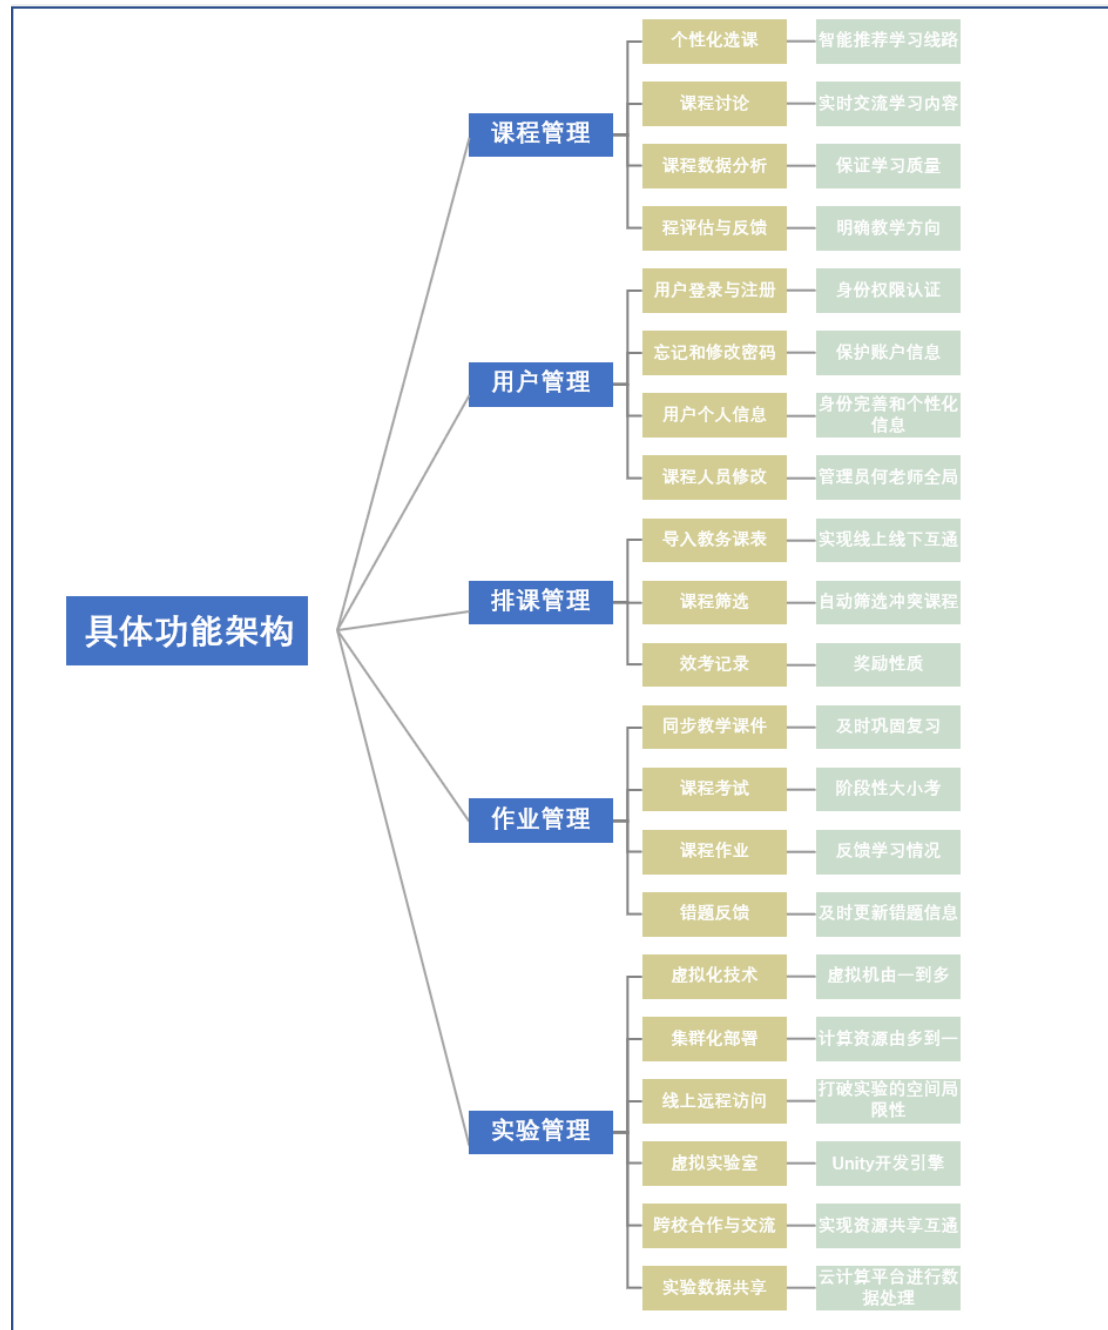 具体功能架构
课程管理
个性化选课
智能推荐学习线路
课程讨论
实时交流学习内容
课程数据分析
保证学习质量
程评估与反馈
明确教学方向
用户管理
用户登录与注册
身份权限认证
忘记和修改密码
保护账户信息
用户个人信息
身份完善和个性化
信息
课程人员修改
管理员何老师全局
排课管理
导入教务课表
实现线上线下互通
课程筛选
自动筛选冲突课程
效考记录
奖励性质
作业管理
同步教学课件
及时巩固复习
课程考试
阶段性大小考
课程作业
反馈学习情况
错题反馈
及时更新错题信息
实验管理
虚拟化技术
虚拟机由一到多
集群化部署
计算资源由多到一
线上远程访问
打破实验的空间局
限性
虚拟实验室
Unity开发引擎
跨校合作与交流
实现资源共享互通
实验数据共享
云计算平台进行数
据处理